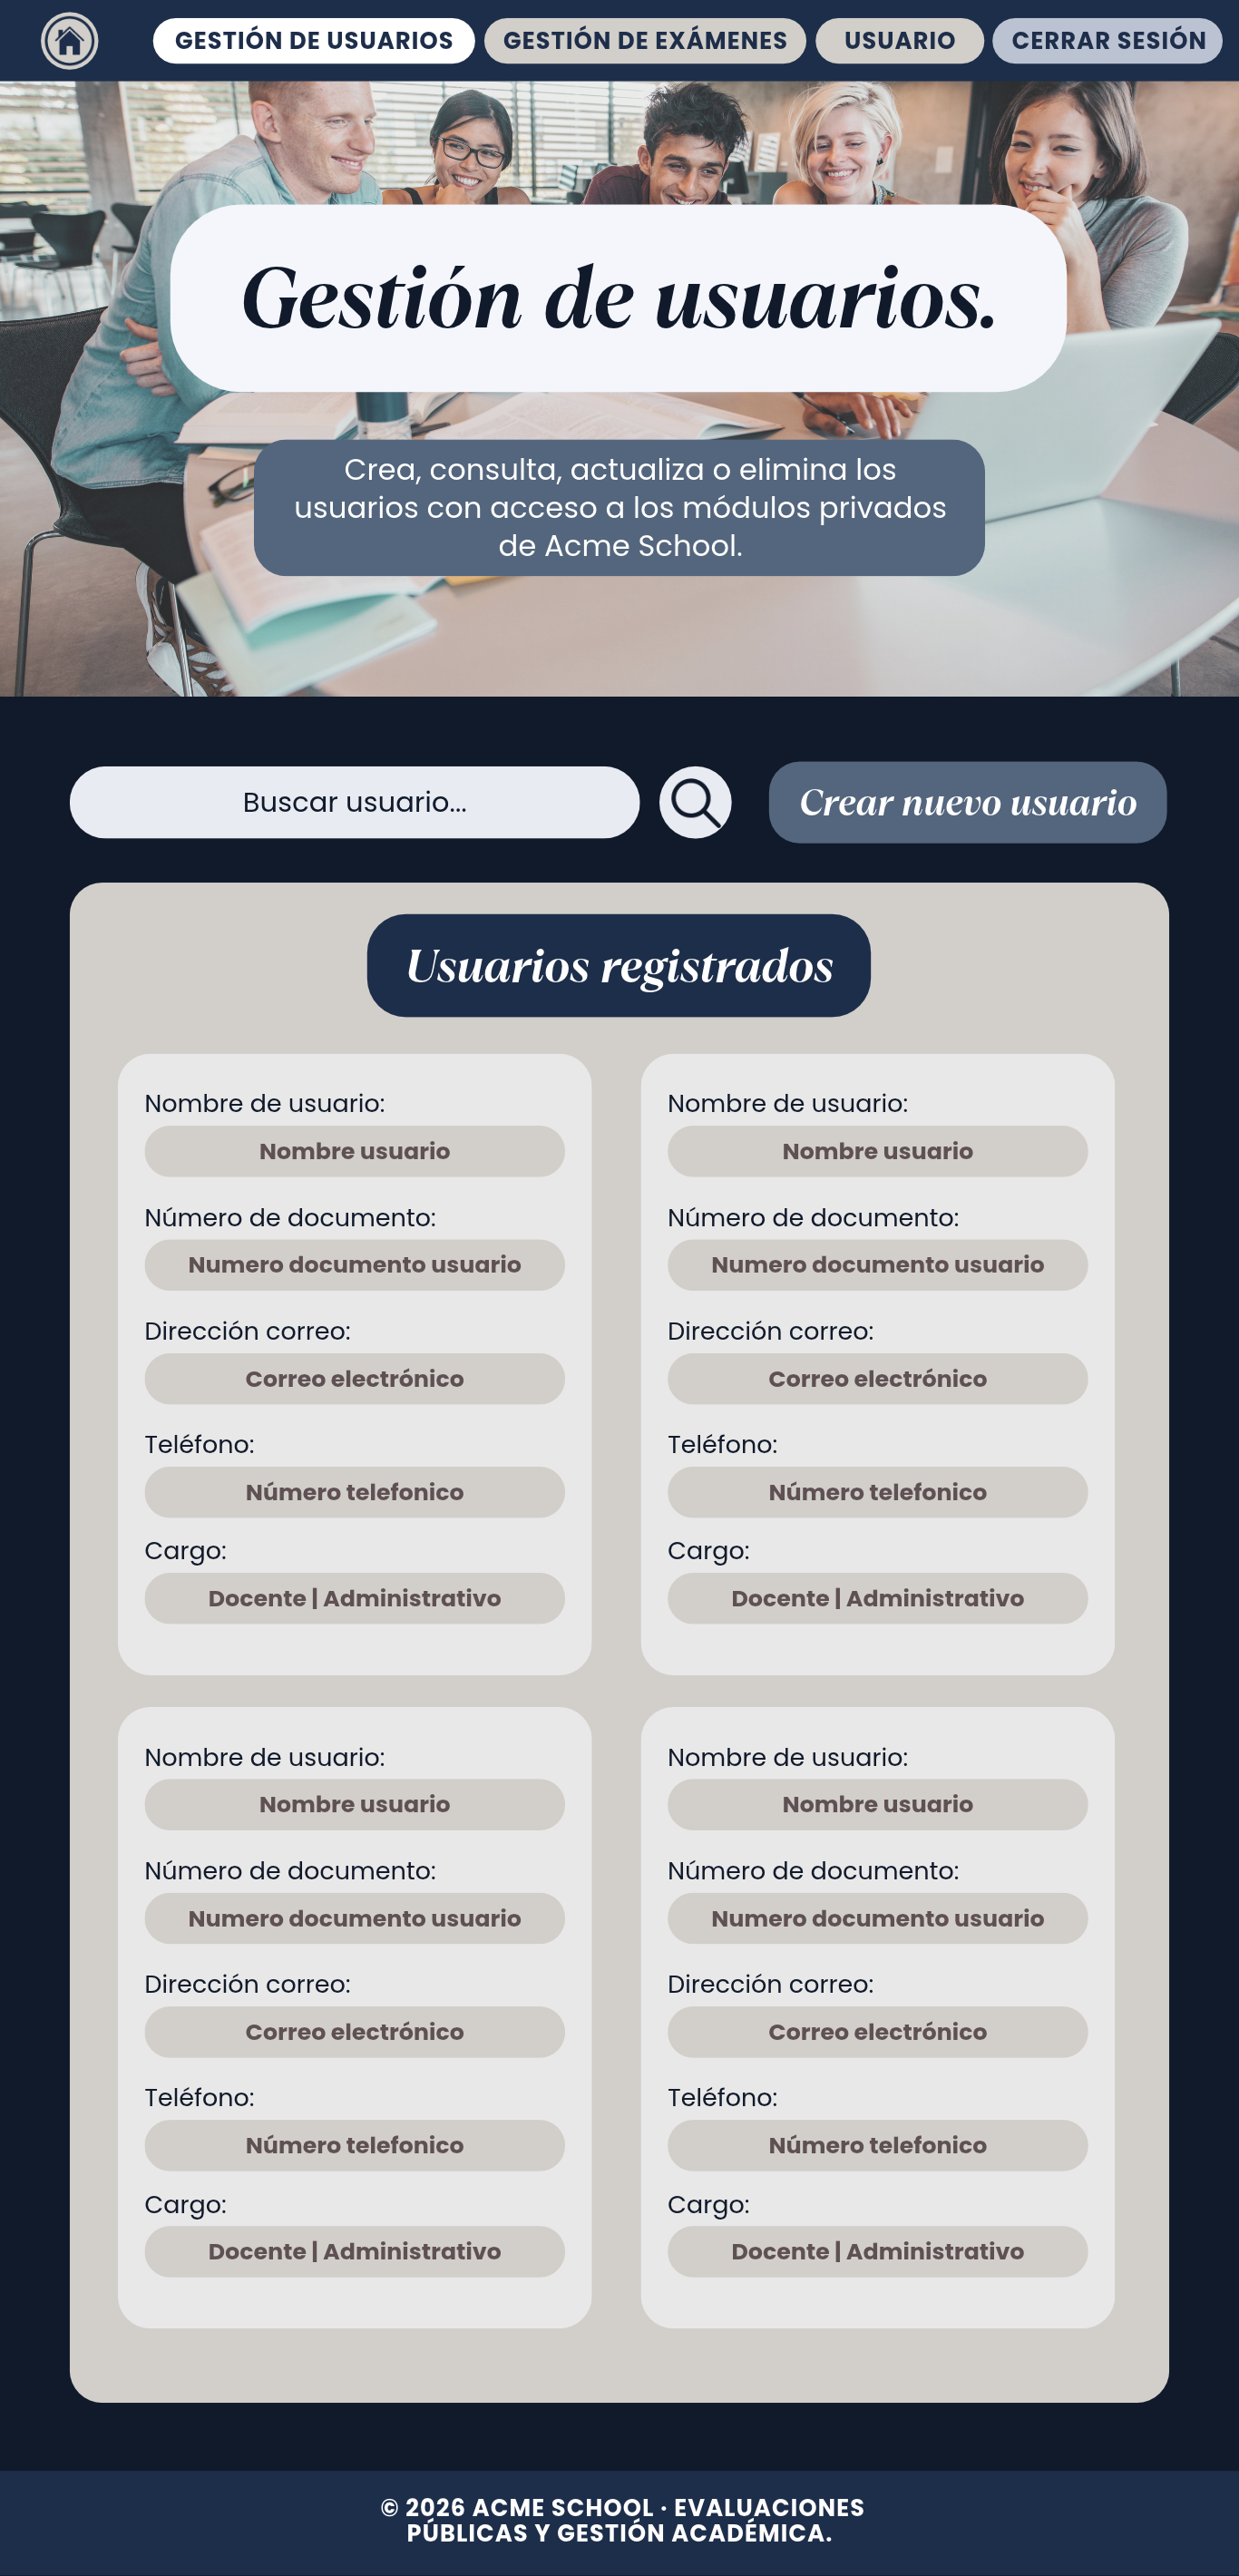 GESTIÓN DE USUARIOS
GESTIÓN DE EXÁMENES
USUARIO
CERRAR SESIÓN
Gestión de usuarios.
Crea, consulta, actualiza o elimina los
usuarios con acceso a los módulos privados
de Acme School.
Buscar usuario...
Crear nuevo usuario
Usuarios registrados
Nombre de usuario:
Nombre usuario
Número de documento:
Numero documento usuario
Dirección correo:
Correo electrónico
Teléfono:
Número telefonico
Cargo:
Docente | Administrativo
Nombre de usuario:
Nombre usuario
Número de documento:
Numero documento usuario
Dirección correo:
Correo electrónico
Teléfono:
Número telefonico
Cargo:
Docente | Administrativo
Nombre de usuario:
Nombre usuario
Número de documento:
Numero documento usuario
Dirección correo:
Correo electrónico
Teléfono:
Número telefonico
Cargo:
Docente | Administrativo
Nombre de usuario:
Nombre usuario
Número de documento:
Numero documento usuario
Dirección correo:
Correo electrónico
Teléfono:
Número telefonico
Cargo:
Docente | Administrativo
© 2026 ACME SCHOOL · EVALUACIONES
PÚBLICAS Y GESTIÓN ACADÉMICA.